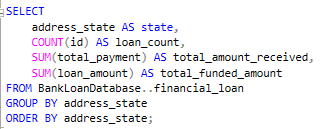 SELECT
address_state AS state,
COUNT(id) AS loan_count,
SUM(total_payment) AS total_amount_received,
SUM(loan_amount) AS total_funded_amount
FROM BankLoanDatabase..financial_loan
GROUP BY address_state
ORDER BY address_state;